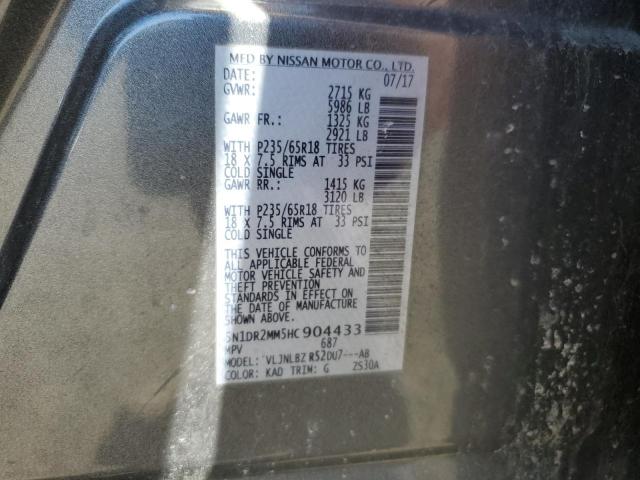 MFD BY NISSAN MOTOR CO., LTD.
DATE: 07/17
GVWR: 2715 KG
5986 LB
GAWR FR.: 1325 KG
2921 LB
WITH P235/65R18 TIRES
18 X 7.5 RIMS AT 33 PSI
COLD SINGLE
GAWR RR.: 1415 KG
3120 LB
WITH P235/65R18 TIRES
18 X 7.5 RIMS AT 33 PSI
COLD SINGLE
THIS VEHICLE CONFORMS TO
ALL APPLICABLE FEDERAL
MOTOR VEHICLE SAFETY AND
THEFT PREVENTION
STANDARDS IN EFFECT ON
THE DATE OF MANUFACTURE
SHOWN ABOVE.
5N1DR2MM5HC904433
MPV 687
MODEL: VLJNLBZ R52DU7---AB
COLOR: KAD TRIM: G ZS30A